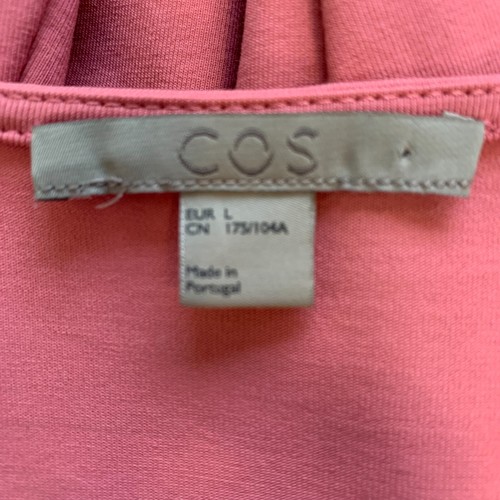 COS
EUR L
CN 175/104A
Made in
Portugal